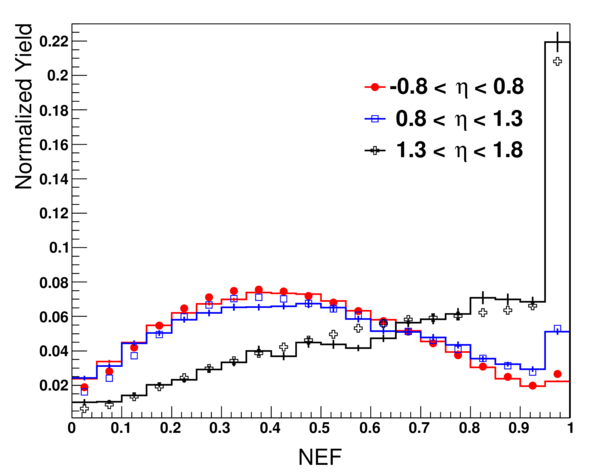 Normalized Yield
0.22
0.2
0.18
0.16
0.14
0.12
0.1
0.08
0.06
0.04
0.02
-0.8 < η < 0.8
0.8 < η < 1.3
1.3 < η < 1.8
0 0.1 0.2 0.3 0.4 0.5 0.6 0.7 0.8 0.9 1
NEF